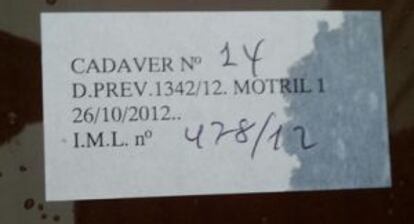 CADAVER Nº 14
D.PREV.1342/12. MOTRIL 1
26/10/2012..
I.M.L. nº 478/12